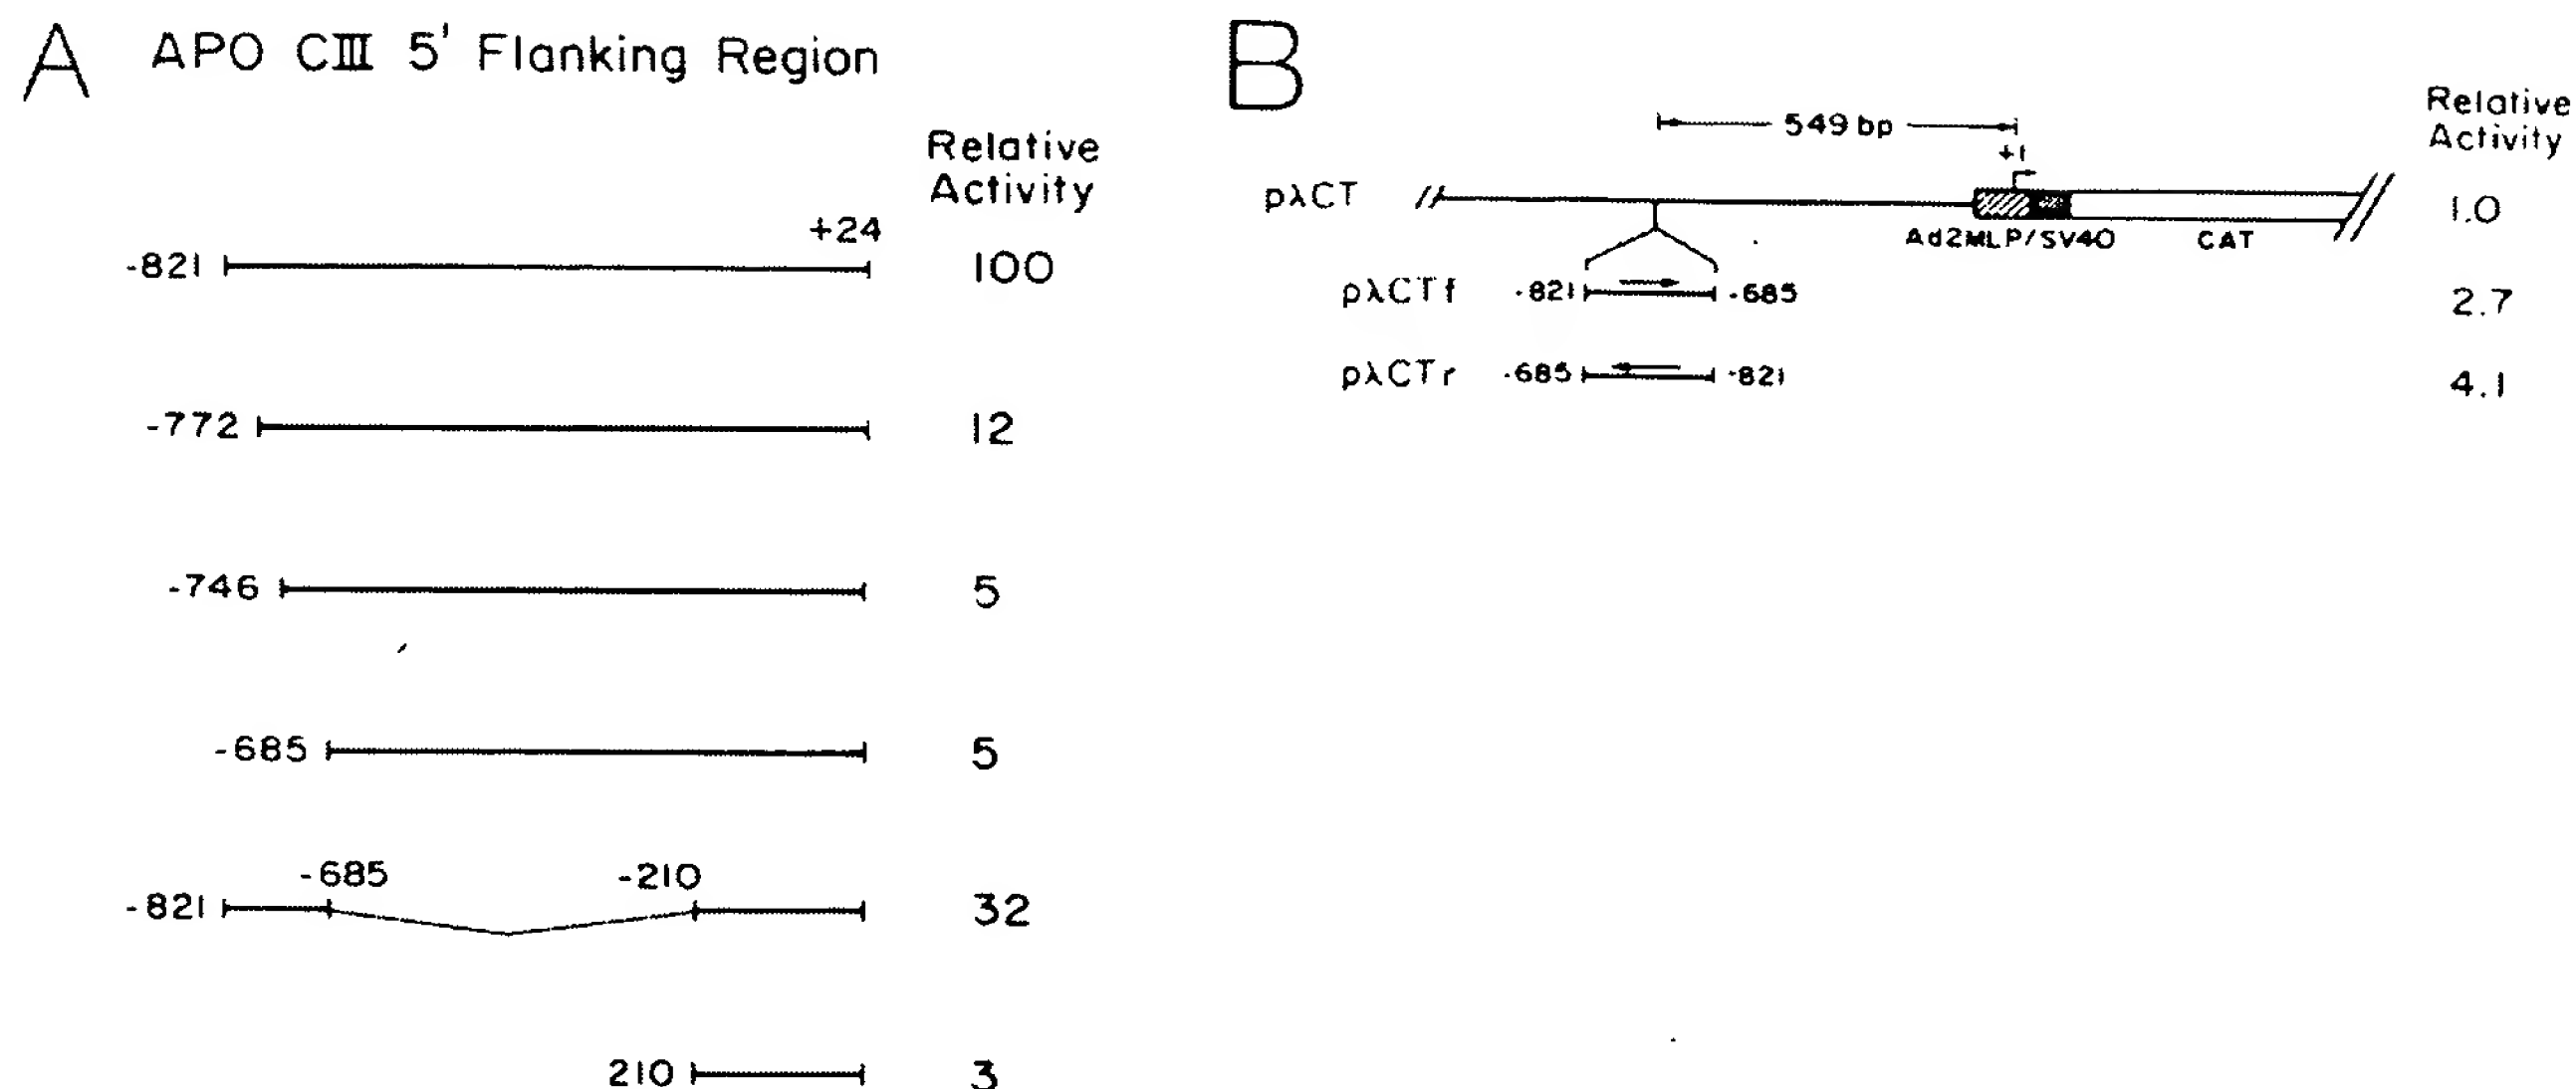 A APO CIII 5' Flanking Region
Relative
Activity
+24
-821 100
-772 12
-746 5
-685 5
-685 -210
-821 32
210 3
B
Relative
Activity
549 bp
+1
pλCT 1.0
Ad2MLP/SV40 CAT
pλCTf -821 -685 2.7
pλCTr -685 -821 4.1